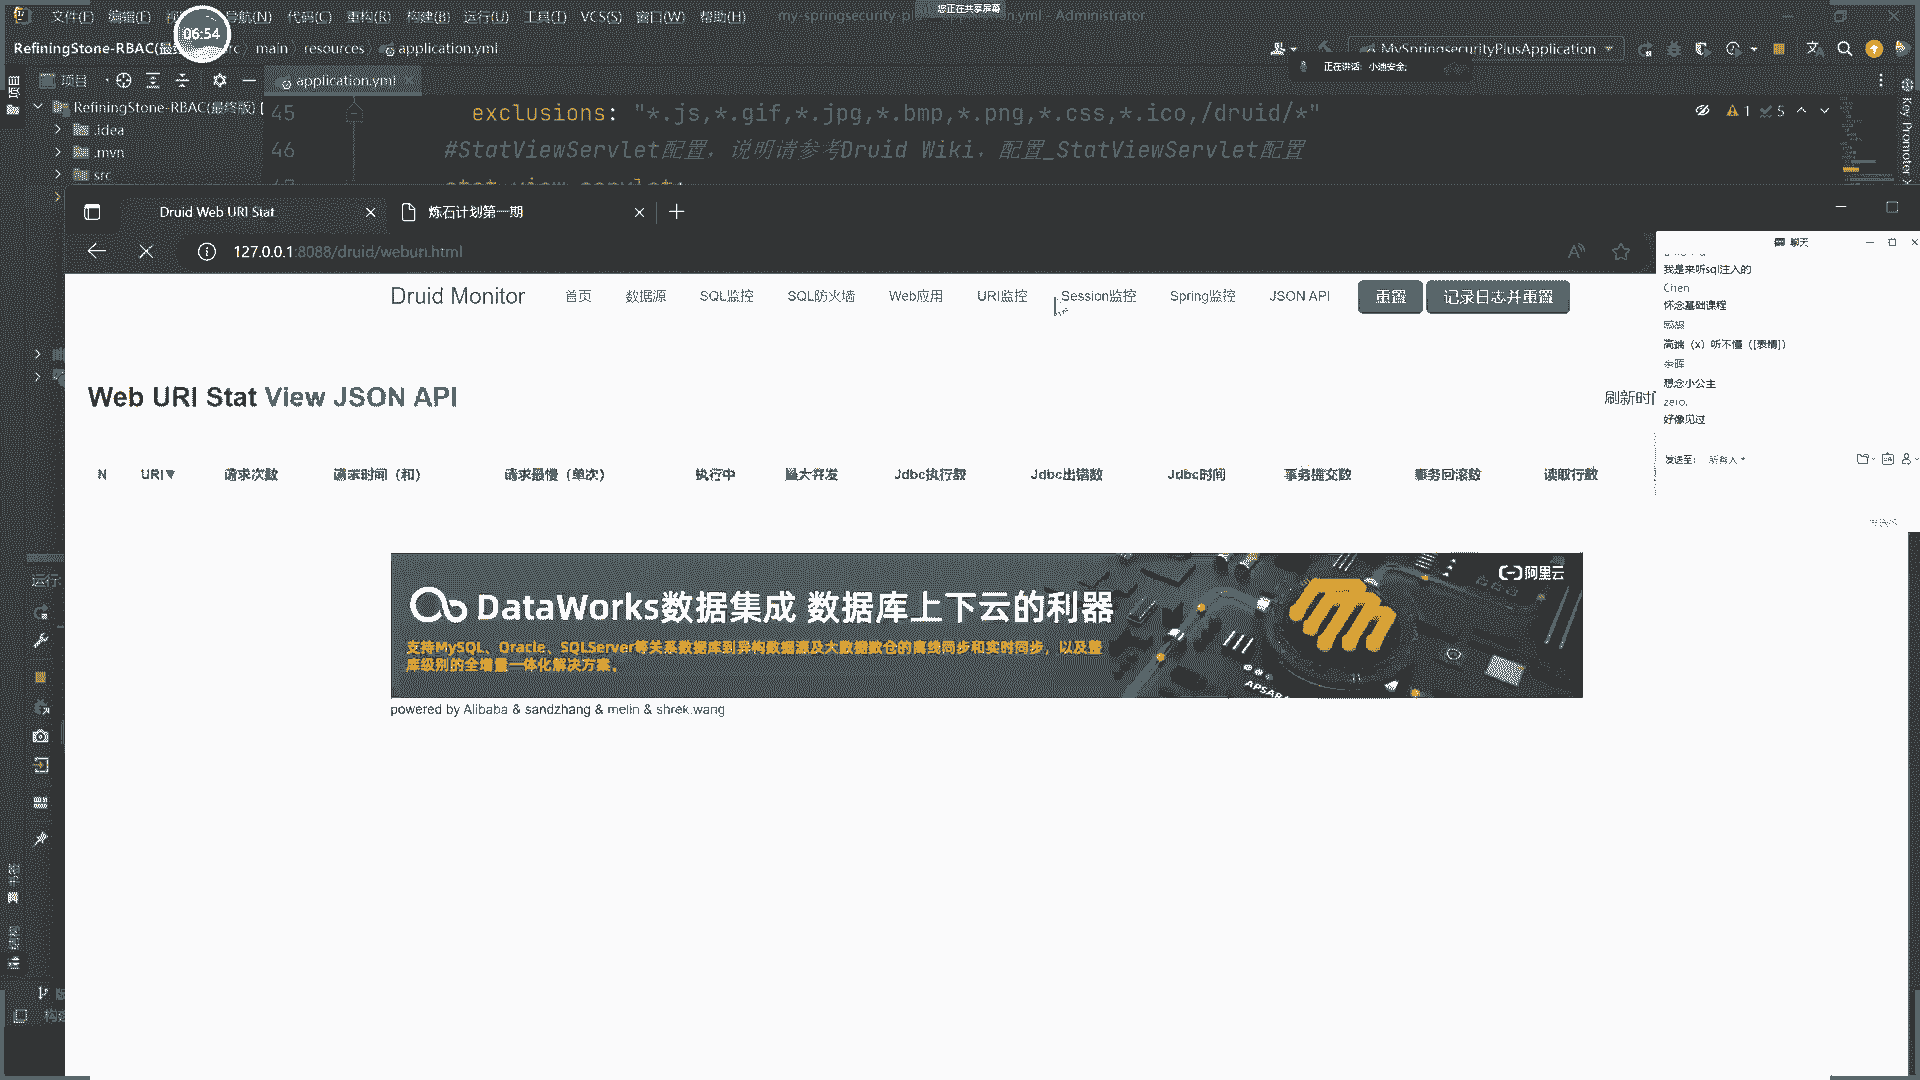 文件(F) 编辑(E) 导航(N) 代码(C) 重构(R) 构建(B) 运行(U) 工具(T) VCS(S) 窗口(W) 帮助(H)
您正在共享屏幕
Administrator
06:54
RefiningStone-RBAC main resources application.yml
MySpringsecurityPlusApplication
正在讲话: 小迪安全;
项目
application.yml
RefiningStone-RBAC(最终版)
.idea
.mvn
src
45 exclusions: "*.js,*.gif,*.jpg,*.bmp,*.png,*.css,*.ico,/druid/*"
46 #StatViewServlet配置，说明请参考Druid Wiki，配置_StatViewServlet配置
1 5
Key Promoter X
Druid Web URI Stat
炼石计划第一期
127.0.0.1:8088/druid/weburi.html
聊天
我是来听sql注入的
Chen
怀念基础课程
高端（x）听不懂（[表情]）
想念小公主
zero.
好像见过
发送至: 所有人
Druid Monitor 首页 数据源 SQL监控 SQL防火墙 Web应用 URI监控 Session监控 Spring监控 JSON API 重置 记录日志并重置
Web URI Stat View JSON API
刷新时
N URI▼ 请求次数 请求时间（和） 请求最慢（单次） 执行中 最大并发 Jdbc执行数 Jdbc出错数 Jdbc时间 事务提交数 事务回滚数 读取行数
DataWorks数据集成 数据库上下云的利器
阿里云
支持MySQL、Oracle、SQLServer等关系数据库到异构数据源及大数据数仓的离线同步和实时同步，以及整
库级别的全增量一体化解决方案。
powered by Alibaba & sandzhang & melin & shrek.wang
运行:
书签
结构